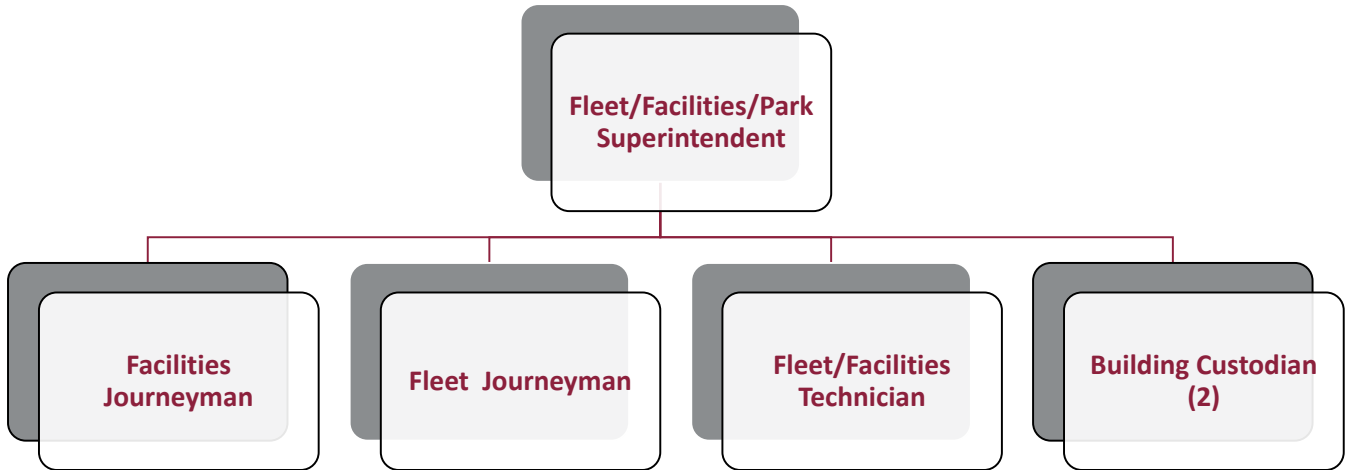 Fleet/Facilities/Park
Superintendent
Facilities
Journeyman
Fleet  Journeyman
Fleet/Facilities
Technician
Building Custodian
(2)